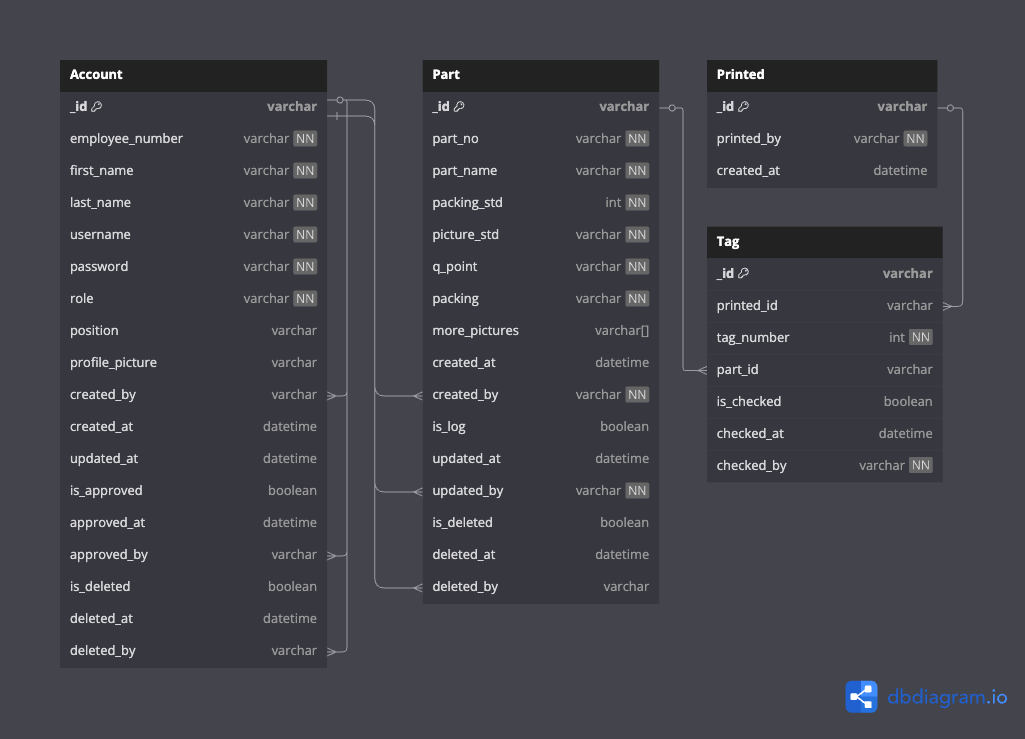 Account
_id varchar
employee_number varchar NN
first_name varchar NN
last_name varchar NN
username varchar NN
password varchar NN
role varchar NN
position varchar
profile_picture varchar
created_by varchar
created_at datetime
updated_at datetime
is_approved boolean
approved_at datetime
approved_by varchar
is_deleted boolean
deleted_at datetime
deleted_by varchar
Part
_id varchar
part_no varchar NN
part_name varchar NN
packing_std int NN
picture_std varchar NN
q_point varchar NN
packing varchar NN
more_pictures varchar[]
created_at datetime
created_by varchar NN
is_log boolean
updated_at datetime
updated_by varchar NN
is_deleted boolean
deleted_at datetime
deleted_by varchar
Printed
_id varchar
printed_by varchar NN
created_at datetime
Tag
_id varchar
printed_id varchar
tag_number int NN
part_id varchar
is_checked boolean
checked_at datetime
checked_by varchar NN
dbdiagram.io